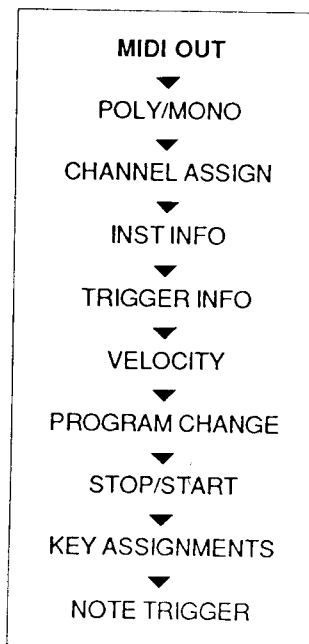 MIDI OUT
POLY/MONO
CHANNEL ASSIGN
INST INFO
TRIGGER INFO
VELOCITY
PROGRAM CHANGE
STOP/START
KEY ASSIGNMENTS
NOTE TRIGGER